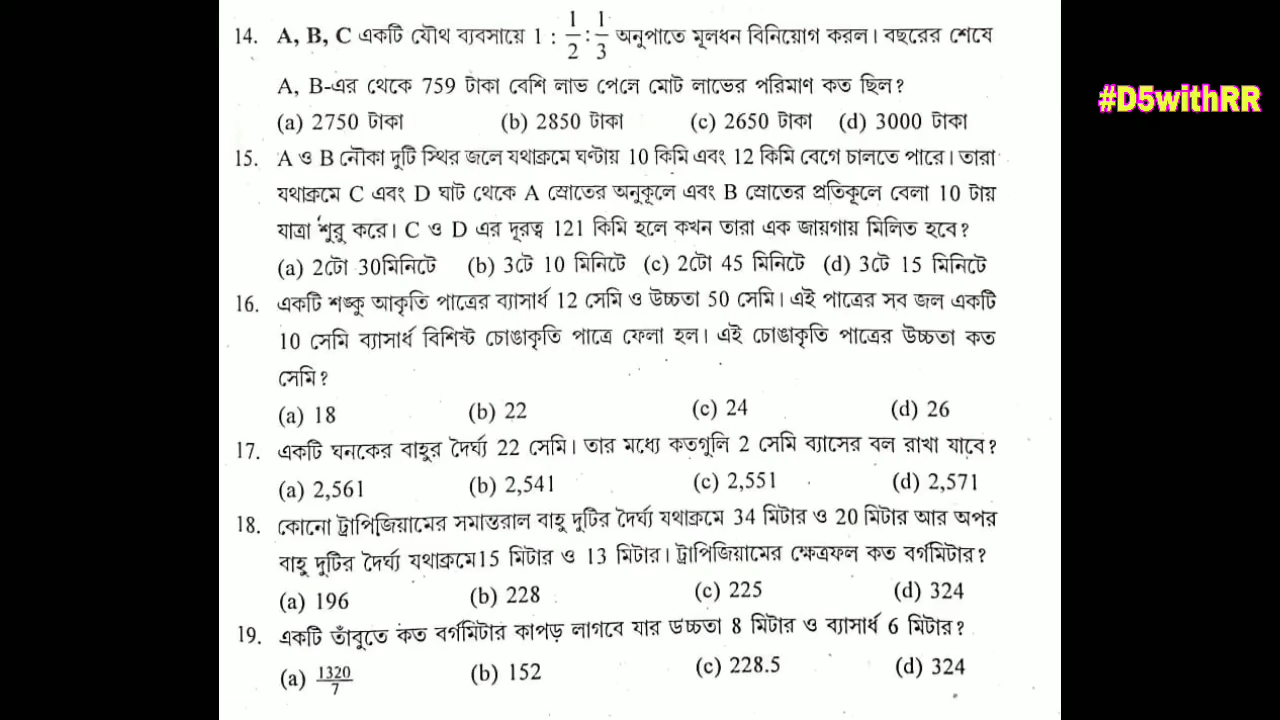 14. A, B, C একটি যৌথ ব্যবসায়ে 1 : 1/2 : 1/3 অনুপাতে মূলধন বিনিয়োগ করল। বছরের শেষে
A, B-এর থেকে 759 টাকা বেশি লাভ পেলে মোট লাভের পরিমাণ কত ছিল?
(a) 2750 টাকা (b) 2850 টাকা (c) 2650 টাকা (d) 3000 টাকা
#D5withRR
15. A ও B নৌকা দুটি স্থির জলে যথাক্রমে ঘণ্টায় 10 কিমি এবং 12 কিমি বেগে চালতে পারে। তারা
যথাক্রমে C এবং D ঘাট থেকে A স্রোতের অনুকূলে এবং B স্রোতের প্রতিকূলে বেলা 10 টায়
যাত্রা শুরু করে। C ও D এর দূরত্ব 121 কিমি হলে কখন তারা এক জায়গায় মিলিত হবে?
(a) 2টো 30মিনিটে (b) 3টে 10 মিনিটে (c) 2টো 45 মিনিটে (d) 3টে 15 মিনিটে
16. একটি শঙ্কু আকৃতি পাত্রের ব্যাসার্ধ 12 সেমি ও উচ্চতা 50 সেমি। এই পাত্রের সব জল একটি
10 সেমি ব্যাসার্ধ বিশিষ্ট চোঙাকৃতি পাত্রে ফেলা হল। এই চোঙাকৃতি পাত্রের উচ্চতা কত
সেমি?
(a) 18 (b) 22 (c) 24 (d) 26
17. একটি ঘনকের বাহুর দৈর্ঘ্য 22 সেমি। তার মধ্যে কতগুলি 2 সেমি ব্যাসের বল রাখা যাবে?
(a) 2,561 (b) 2,541 (c) 2,551 (d) 2,571
18. কোনো ট্রাপিজিয়ামের সমান্তরাল বাহু দুটির দৈর্ঘ্য যথাক্রমে 34 মিটার ও 20 মিটার আর অপর
বাহু দুটির দৈর্ঘ্য যথাক্রমে15 মিটার ও 13 মিটার। ট্রাপিজিয়ামের ক্ষেত্রফল কত বর্গমিটার?
(a) 196 (b) 228 (c) 225 (d) 324
19. একটি তাঁবুতে কত বর্গমিটার কাপড় লাগবে যার উচ্চতা 8 মিটার ও ব্যাসার্ধ 6 মিটার?
(a) 1320/7 (b) 152 (c) 228.5 (d) 324